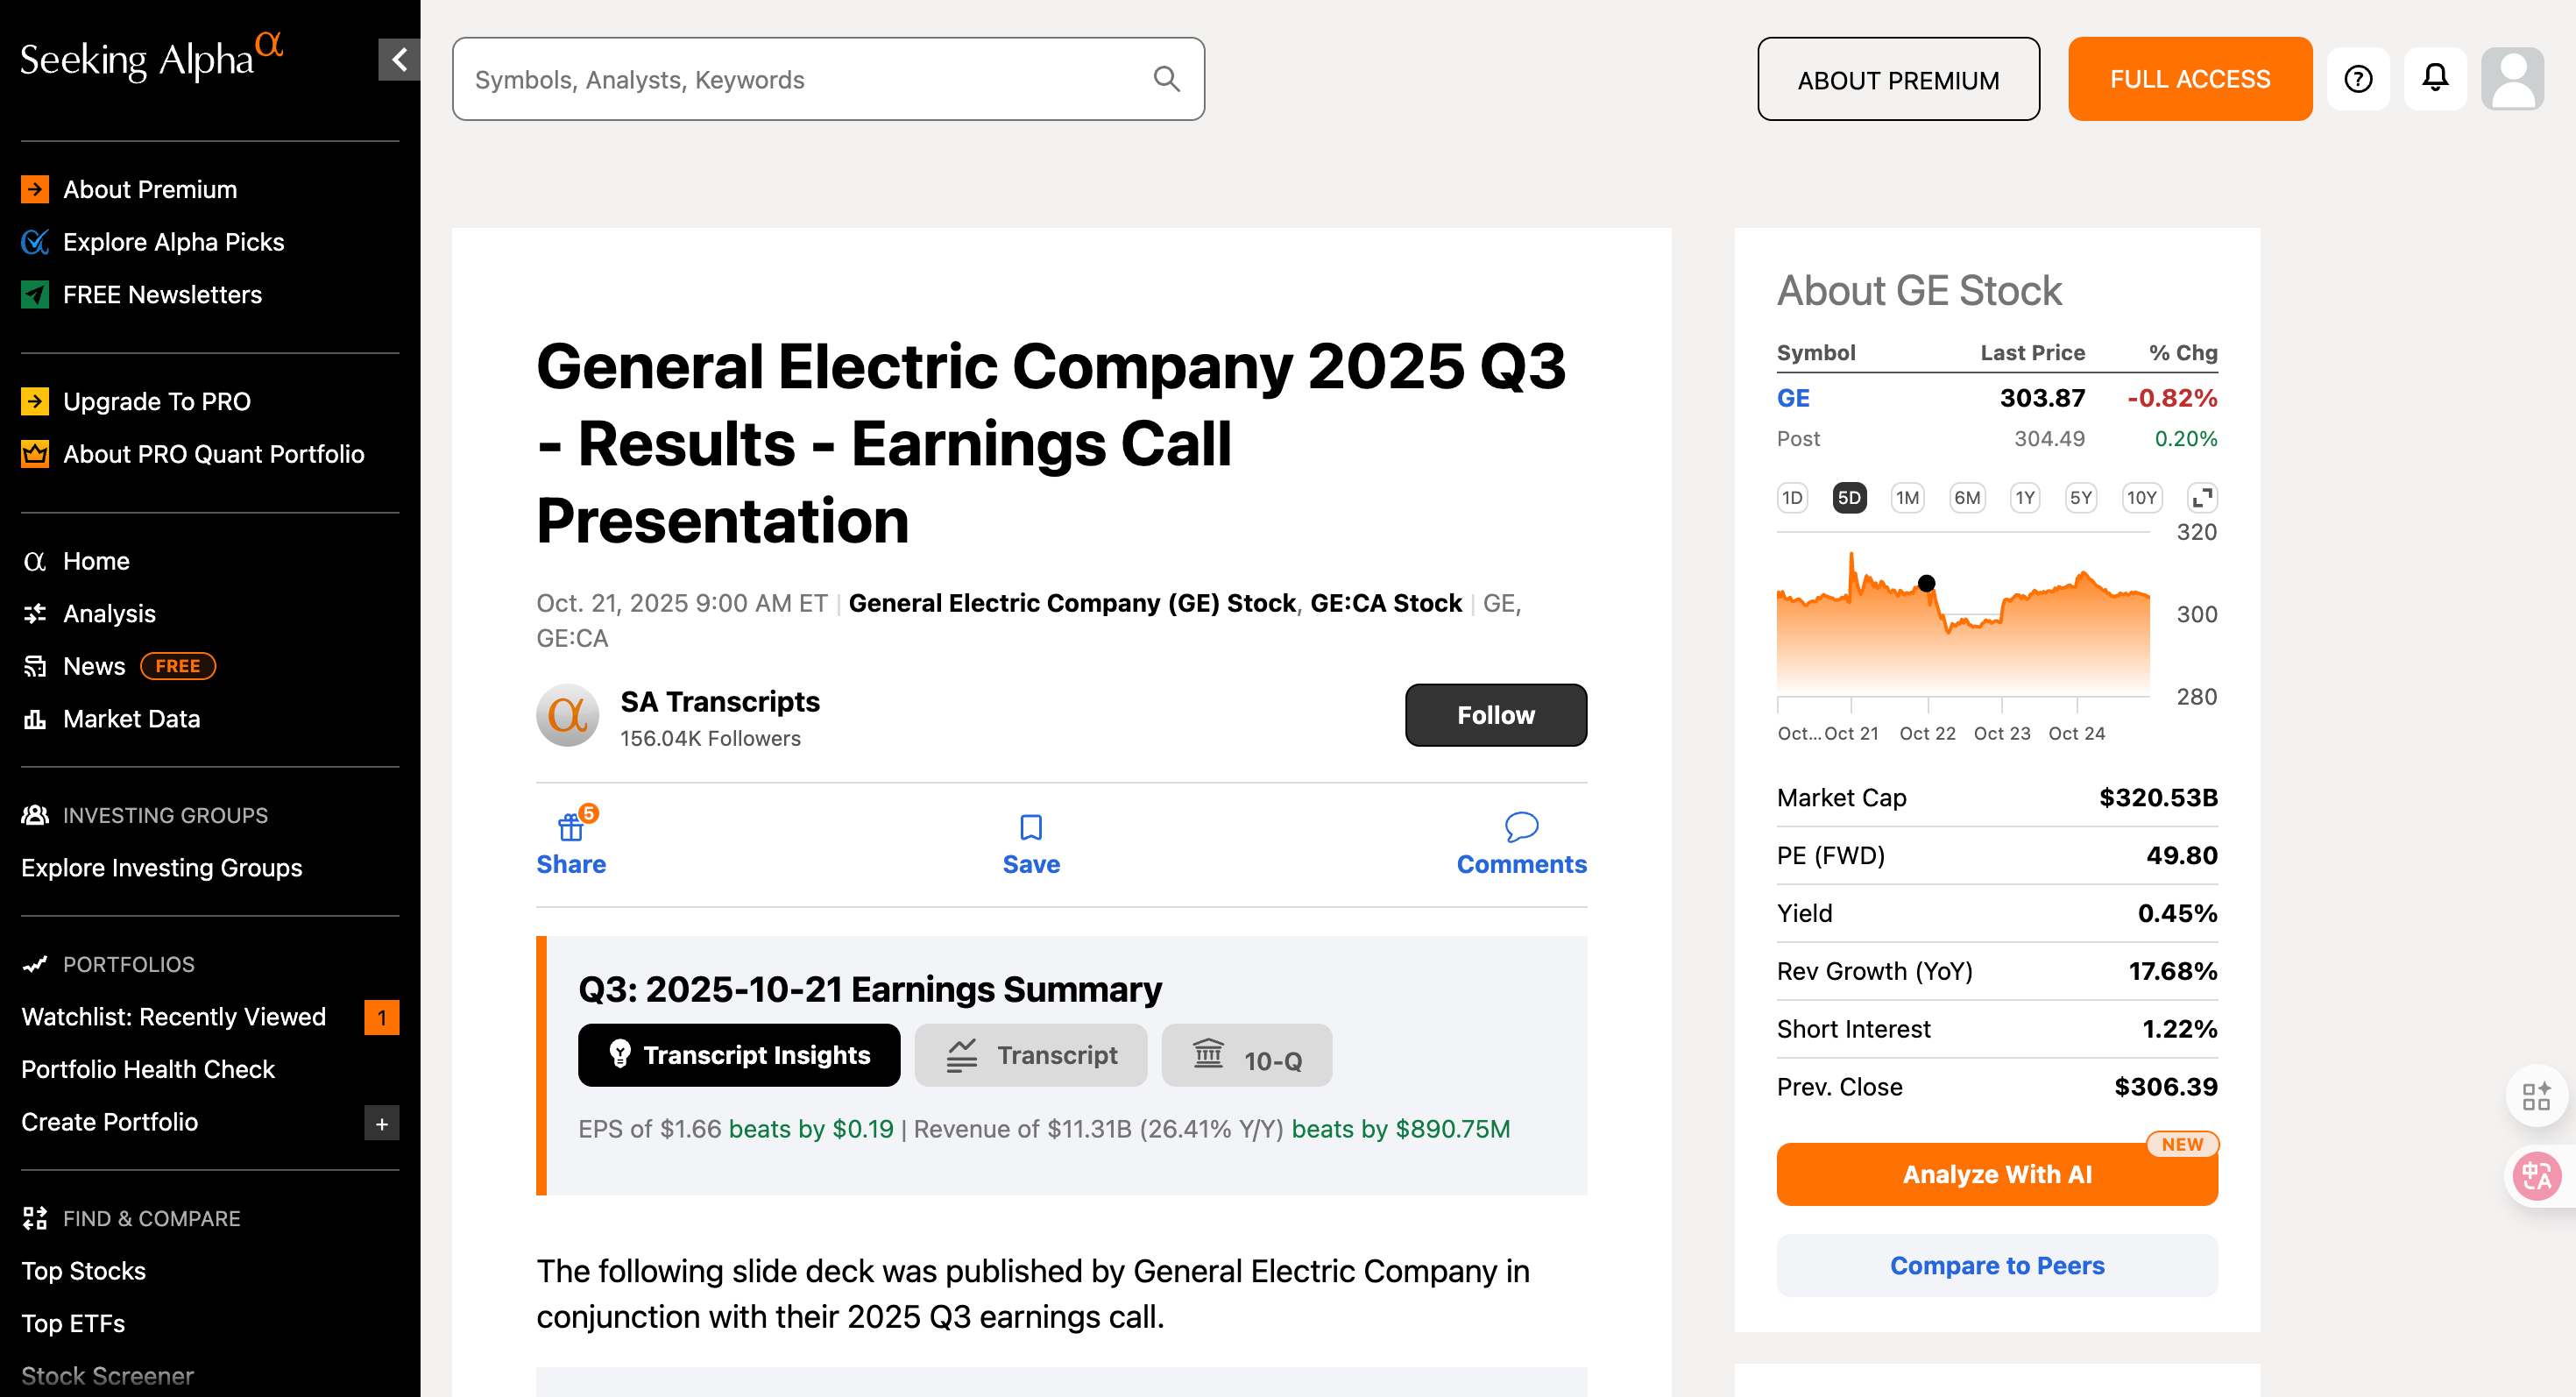 Seeking Alpha α
About Premium
Explore Alpha Picks
FREE Newsletters
Upgrade To PRO
About PRO Quant Portfolio
Home
Analysis
News FREE
Market Data
INVESTING GROUPS
Explore Investing Groups
PORTFOLIOS
Watchlist: Recently Viewed 1
Portfolio Health Check
Create Portfolio +
FIND & COMPARE
Top Stocks
Top ETFs
Stock Screener
Symbols, Analysts, Keywords
ABOUT PREMIUM
FULL ACCESS
General Electric Company 2025 Q3
- Results - Earnings Call
Presentation
Oct. 21, 2025 9:00 AM ET | General Electric Company (GE) Stock, GE:CA Stock | GE,
GE:CA
α
SA Transcripts
156.04K Followers
Follow
5
Share
Save
Comments
Q3: 2025-10-21 Earnings Summary
Transcript Insights
Transcript
10-Q
EPS of $1.66 beats by $0.19 | Revenue of $11.31B (26.41% Y/Y) beats by $890.75M
The following slide deck was published by General Electric Company in
conjunction with their 2025 Q3 earnings call.
About GE Stock
Symbol Last Price % Chg
GE 303.87 -0.82%
Post 304.49 0.20%
1D 5D 1M 6M 1Y 5Y 10Y
320
300
280
Oct... Oct 21 Oct 22 Oct 23 Oct 24
Market Cap $320.53B
PE (FWD) 49.80
Yield 0.45%
Rev Growth (YoY) 17.68%
Short Interest 1.22%
Prev. Close $306.39
NEW
Analyze With AI
Compare to Peers
中A